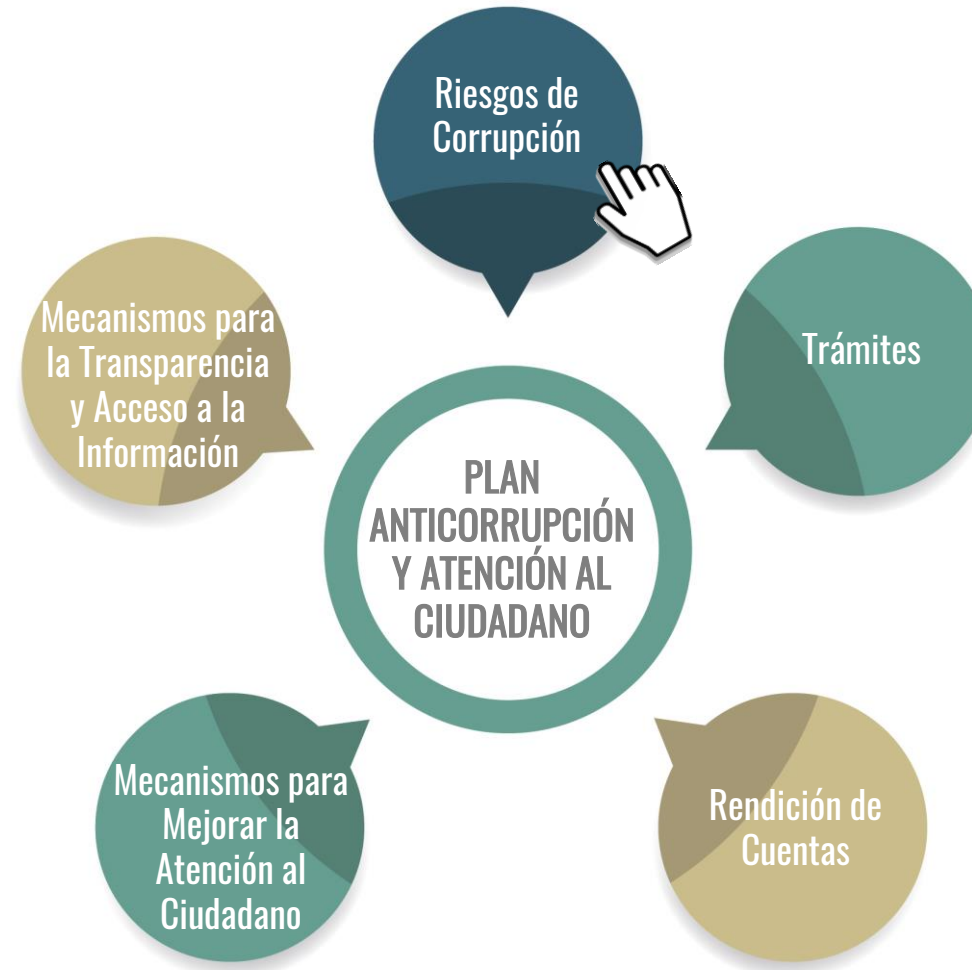 Riesgos de
Corrupción
Mecanismos para
la Transparencia
y Acceso a la
Información
Trámites
PLAN
ANTICORRUPCIÓN
Y ATENCIÓN AL
CIUDADANO
Mecanismos para
Mejorar la
Atención al
Ciudadano
Rendición de
Cuentas